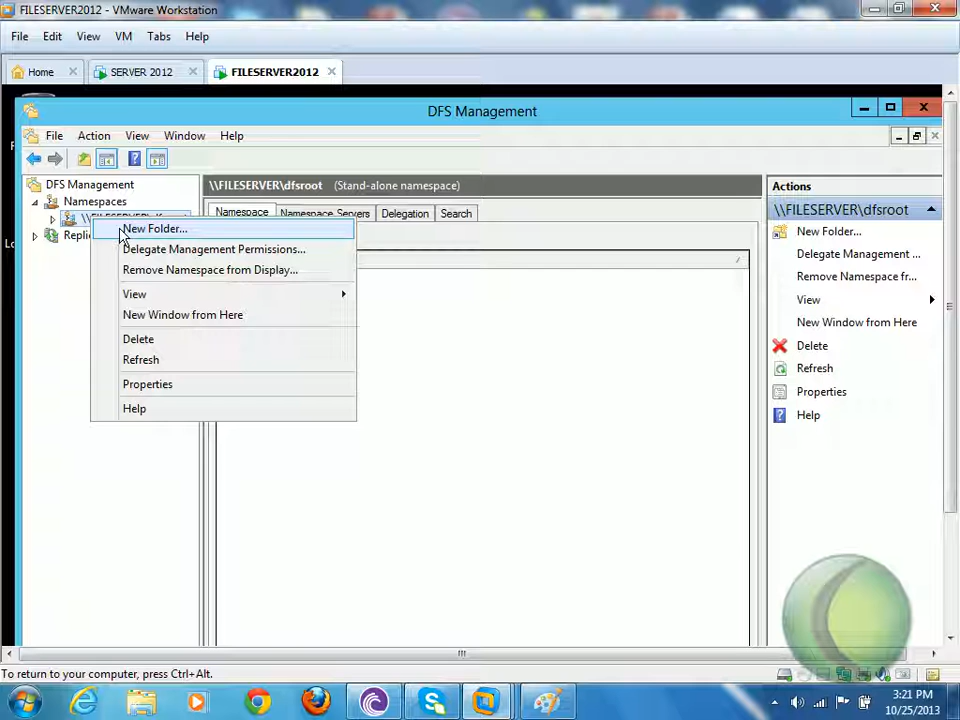 FILESERVER2012 - VMware Workstation
File Edit View VM Tabs Help
Home SERVER 2012 FILESERVER2012
DFS Management
File Action View Window Help
DFS Management
Namespaces
\\FILESERVER\dfsroot (Stand-alone namespace)
Namespace Namespace Servers Delegation Search
New Folder...
Delegate Management Permissions...
Remove Namespace from Display...
View
New Window from Here
Delete
Refresh
Properties
Help
Actions
\\FILESERVER\dfsroot
New Folder...
Delegate Management ...
Remove Namespace fr...
View
New Window from Here
Delete
Refresh
Properties
Help
To return to your computer, press Ctrl+Alt.
3:21 PM
10/25/2013